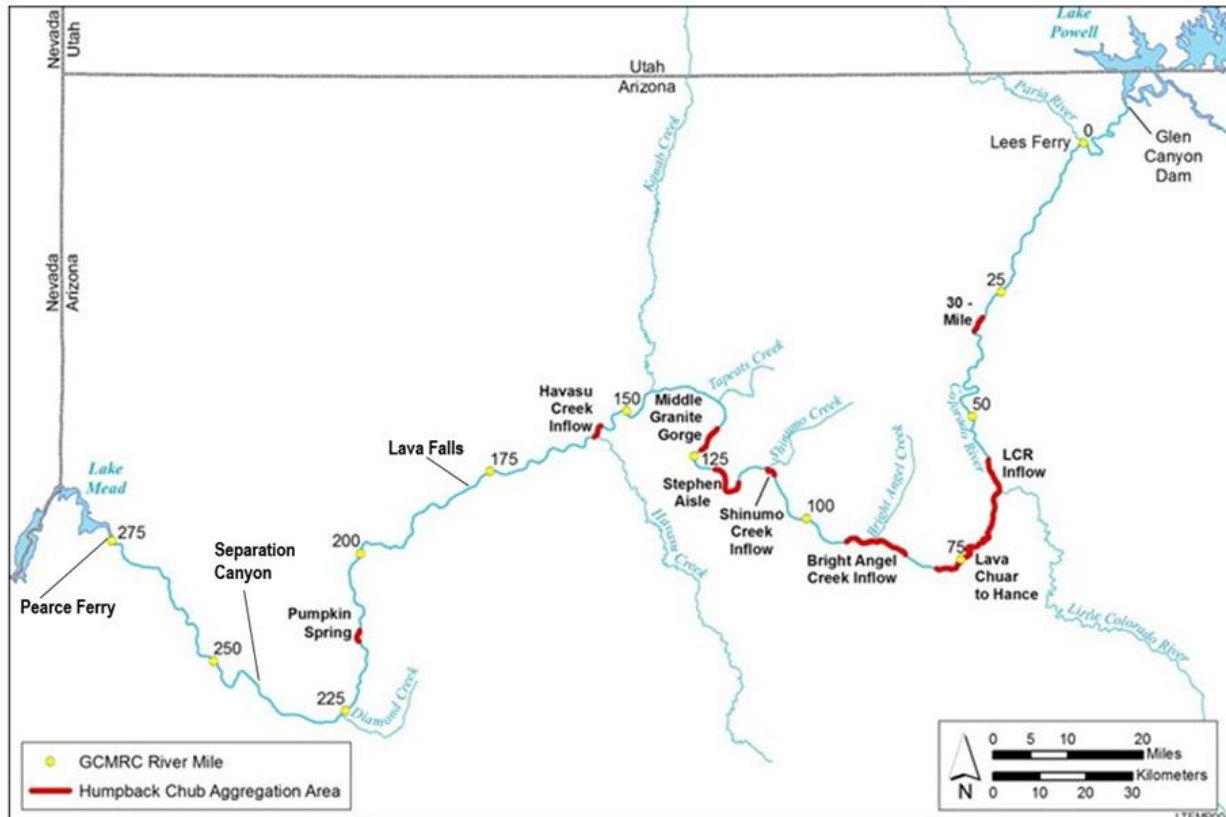 Nevada
Utah
Lake
Powell
Utah
Arizona
Paria River
Kanab Creek
0
Lees Ferry
Glen
Canyon
Dam
Nevada
Arizona
25
30 -
Mile
Tapeats Creek
Havasu
Creek
Inflow
150
Middle
Granite
Gorge
Shinumo Creek
50
Colorado River
LCR
Inflow
Lava Falls
175
125
Stephen
Aisle
Bright Angel Creek
Lake
Mead
Shinumo
Creek
Inflow
100
275
Separation
Canyon
200
Havasu Creek
Bright Angel
Creek Inflow
75
Lava
Chuar
to Hance
Pearce Ferry
Pumpkin
Spring
Little Colorado River
250
225
Diamond Creek
GCMRC River Mile
Humpback Chub Aggregation Area
N
0 5 10 20
Miles
Kilometers
0 10 20 30